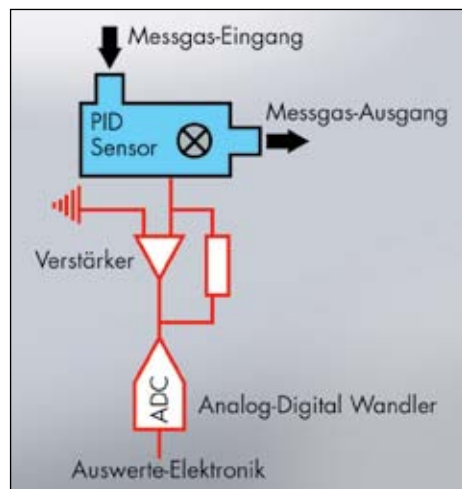 Messgas-Eingang
PID
Sensor
Messgas-Ausgang
Verstärker
ADC
Analog-Digital Wandler
Auswerte-Elektronik